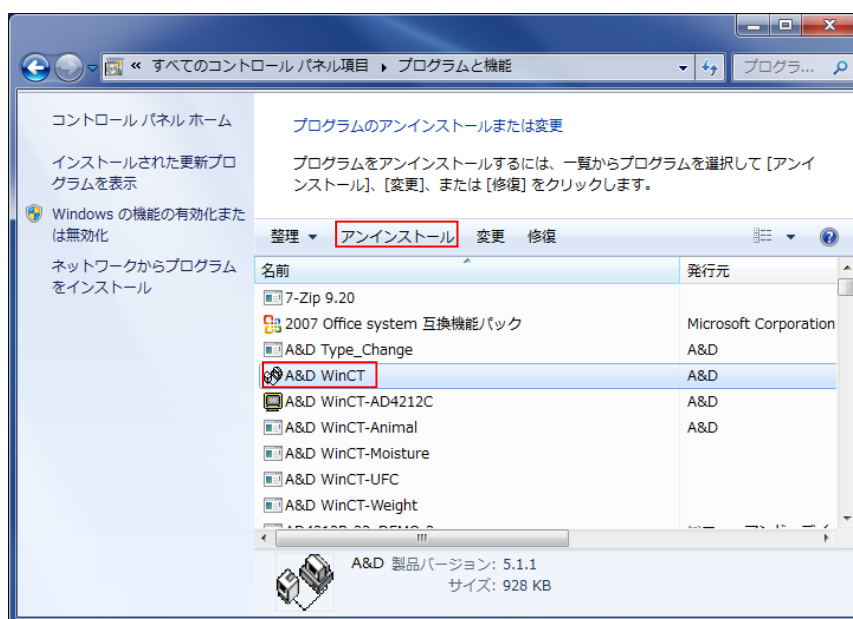 « すべてのコントロール パネル項目 ▸ プログラムと機能
プログラ...
コントロール パネル ホーム
インストールされた更新プロ
グラムを表示
Windows の機能の有効化また
は無効化
ネットワークからプログラム
をインストール
プログラムのアンインストールまたは変更
プログラムをアンインストールするには、一覧からプログラムを選択して [アンイ
ンストール]、[変更]、または [修復] をクリックします。
整理 アンインストール 変更 修復
名前 発行元
7-Zip 9.20
2007 Office system 互換機能パック Microsoft Corporation
A&D Type_Change A&D
A&D WinCT A&D
A&D WinCT-AD4212C A&D
A&D WinCT-Animal A&D
A&D WinCT-Moisture
A&D WinCT-UFC
A&D WinCT-Weight
A&D 製品バージョン: 5.1.1
サイズ: 928 KB